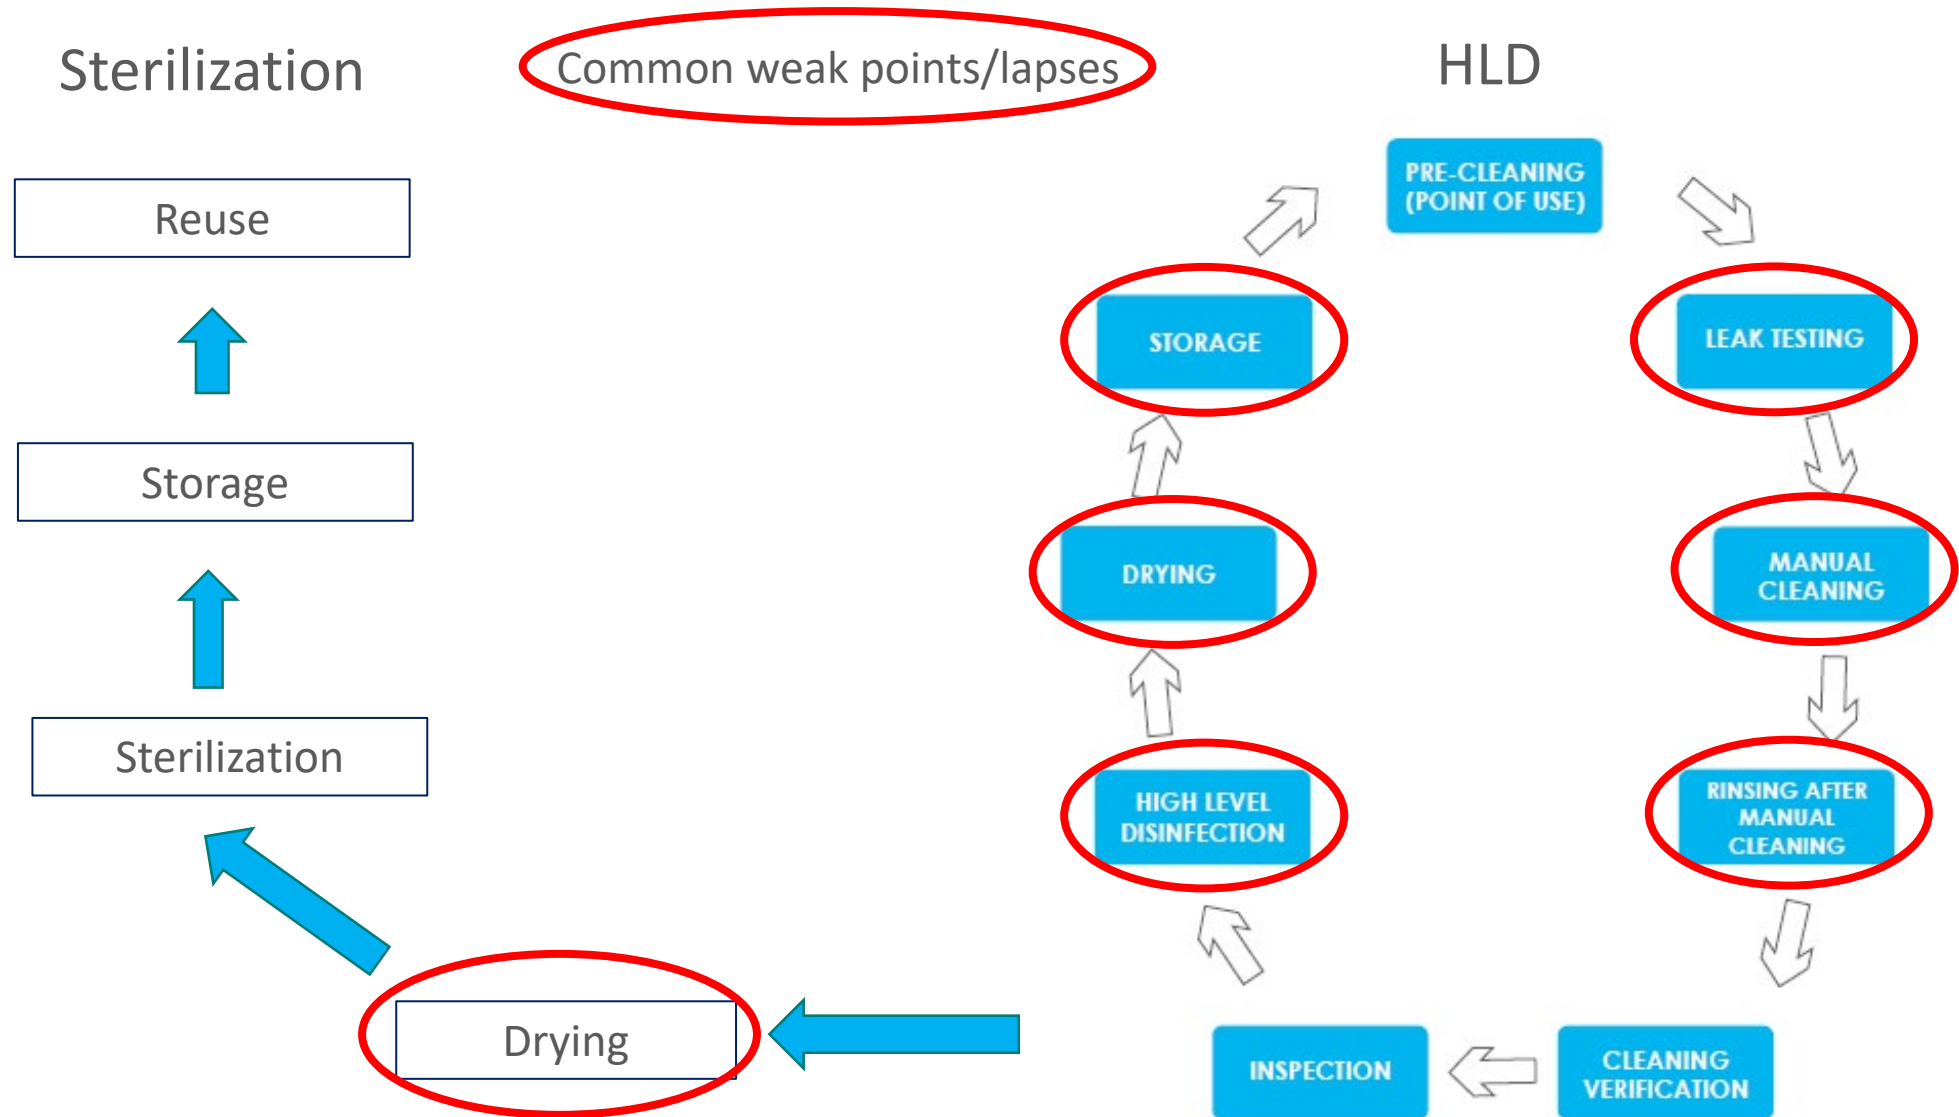 Sterilization
Common weak points/lapses
HLD
Reuse
Storage
Sterilization
Drying
PRE-CLEANING
(POINT OF USE)
LEAK TESTING
MANUAL
CLEANING
RINSING AFTER
MANUAL
CLEANING
CLEANING
VERIFICATION
INSPECTION
HIGH LEVEL
DISINFECTION
DRYING
STORAGE